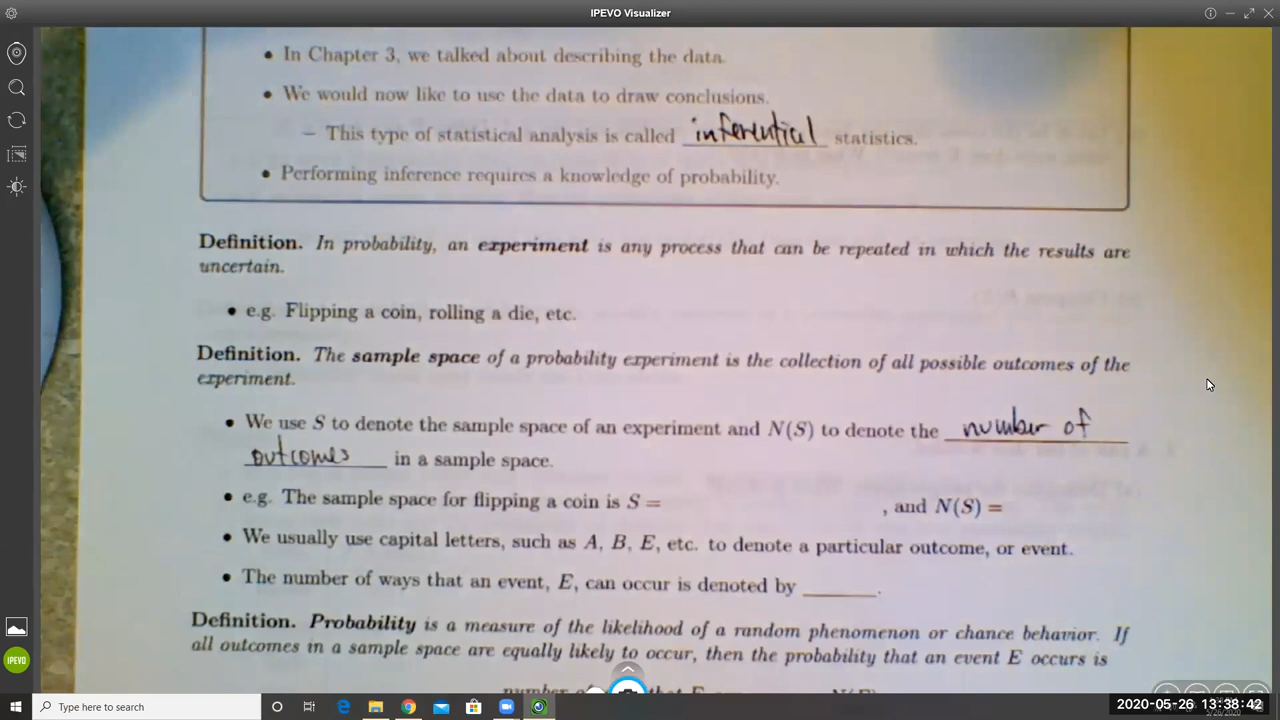 IPEVO Visualizer
• In Chapter 3, we talked about describing the data.
• We would now like to use the data to draw conclusions.
– This type of statistical analysis is called inferential statistics.
• Performing inference requires a knowledge of probability.
Definition. In probability, an experiment is any process that can be repeated in which the results are
uncertain.
• e.g. Flipping a coin, rolling a die, etc.
Definition. The sample space of a probability experiment is the collection of all possible outcomes of the
experiment.
• We use S to denote the sample space of an experiment and N(S) to denote the number of
outcomes in a sample space.
• e.g. The sample space for flipping a coin is S = , and N(S) =
• We usually use capital letters, such as A, B, E, etc. to denote a particular outcome, or event.
• The number of ways that an event, E, can occur is denoted by ______.
Definition. Probability is a measure of the likelihood of a random phenomenon or chance behavior. If
all outcomes in a sample space are equally likely to occur, then the probability that an event E occurs is
IPEVO
Type here to search
2020-05-26 13:38:42